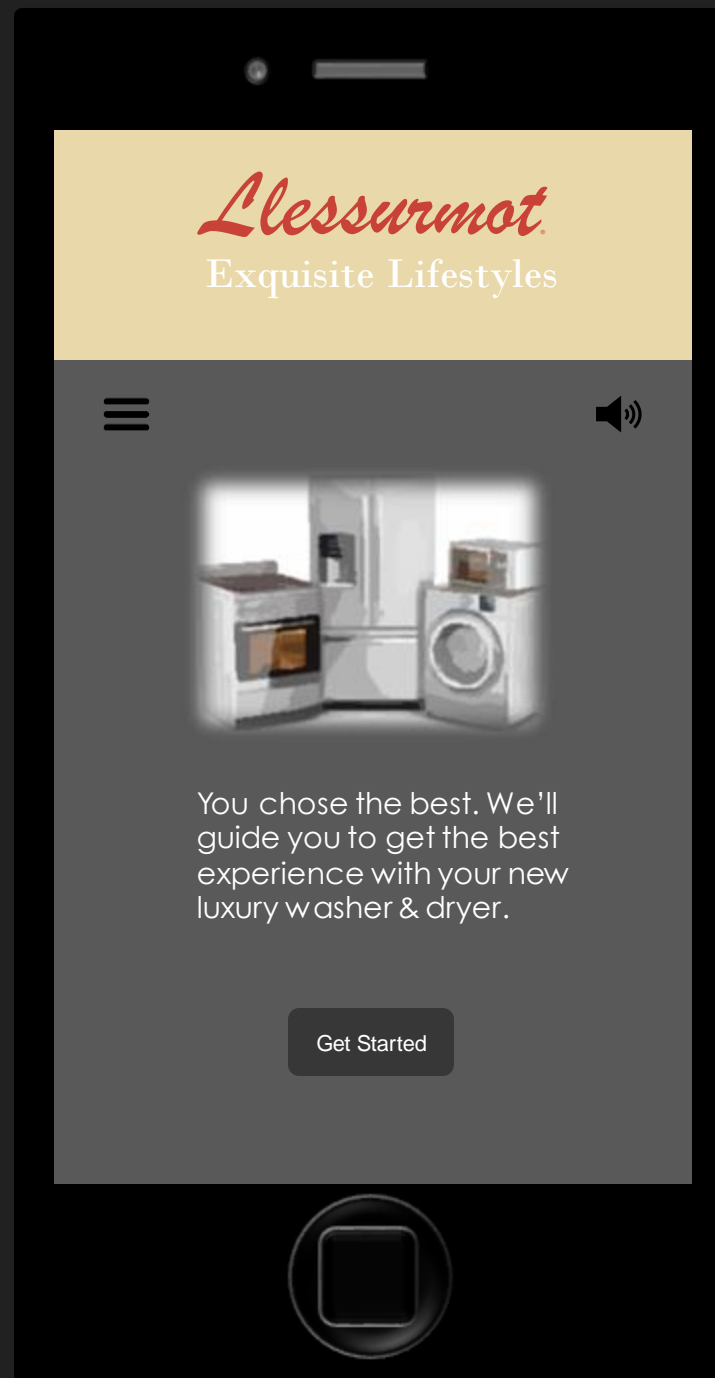 Llessurmot
Exquisite Lifestyles
You chose the best. We’ll
guide you to get the best
experience with your new
luxury washer & dryer.
Get Started